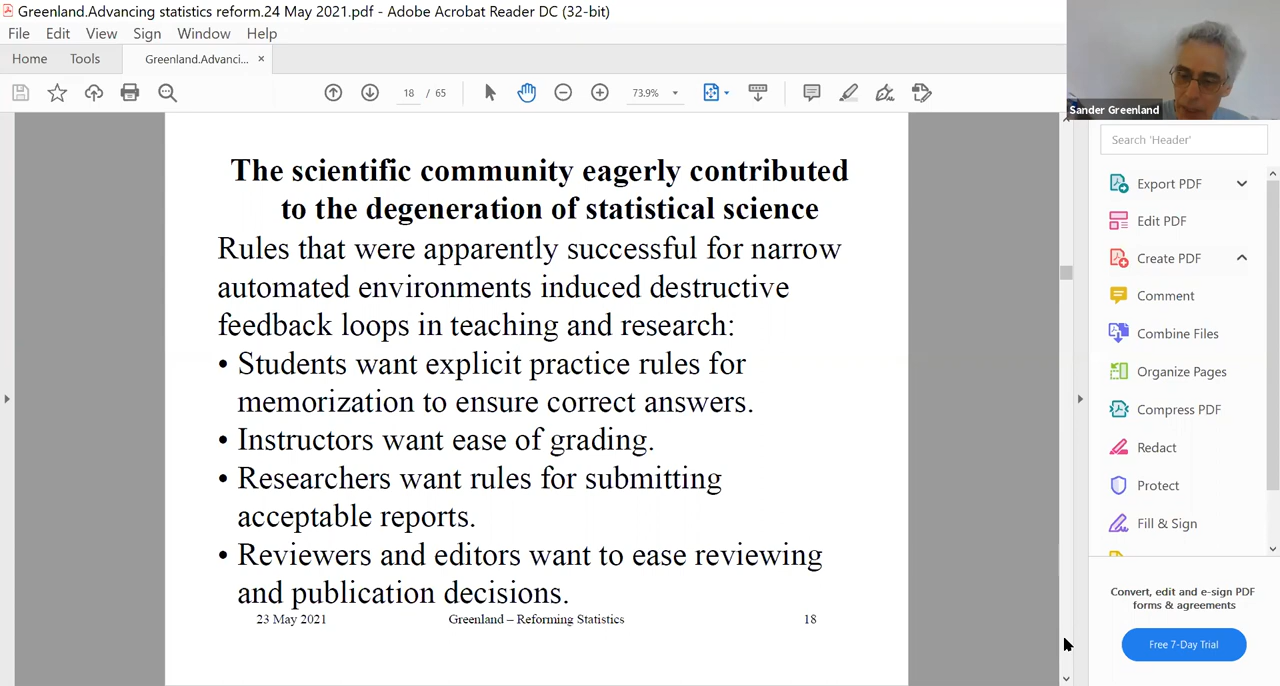 Greenland.Advancing statistics reform.24 May 2021.pdf - Adobe Acrobat Reader DC (32-bit)
File Edit View Sign Window Help
Home Tools Greenland.Advanci... ×
18 / 65 73.9%
Sander Greenland
Search 'Header'
The scientific community eagerly contributed
to the degeneration of statistical science
Rules that were apparently successful for narrow
automated environments induced destructive
feedback loops in teaching and research:
• Students want explicit practice rules for
memorization to ensure correct answers.
• Instructors want ease of grading.
• Researchers want rules for submitting
acceptable reports.
• Reviewers and editors want to ease reviewing
and publication decisions.
23 May 2021 Greenland – Reforming Statistics 18
Export PDF
Edit PDF
Create PDF
Comment
Combine Files
Organize Pages
Compress PDF
Redact
Protect
Fill & Sign
Convert, edit and e-sign PDF
forms & agreements
Free 7-Day Trial